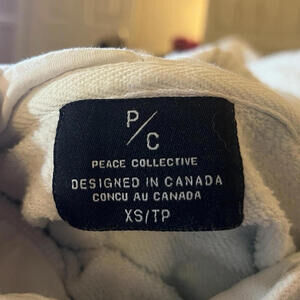 P/C
PEACE COLLECTIVE
DESIGNED IN CANADA
CONCU AU CANADA
XS/TP